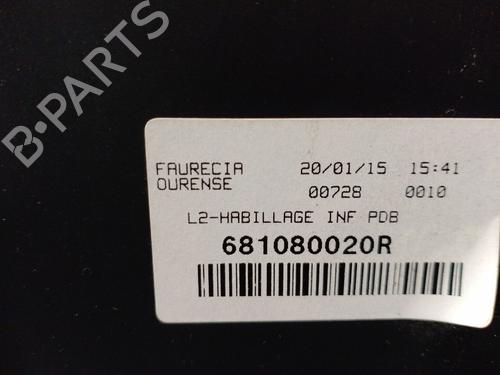 B-PARTS
FAURECIA 20/01/15 15:41
OURENSE 00728 0010
L2-HABILLAGE INF PDB
681080020R